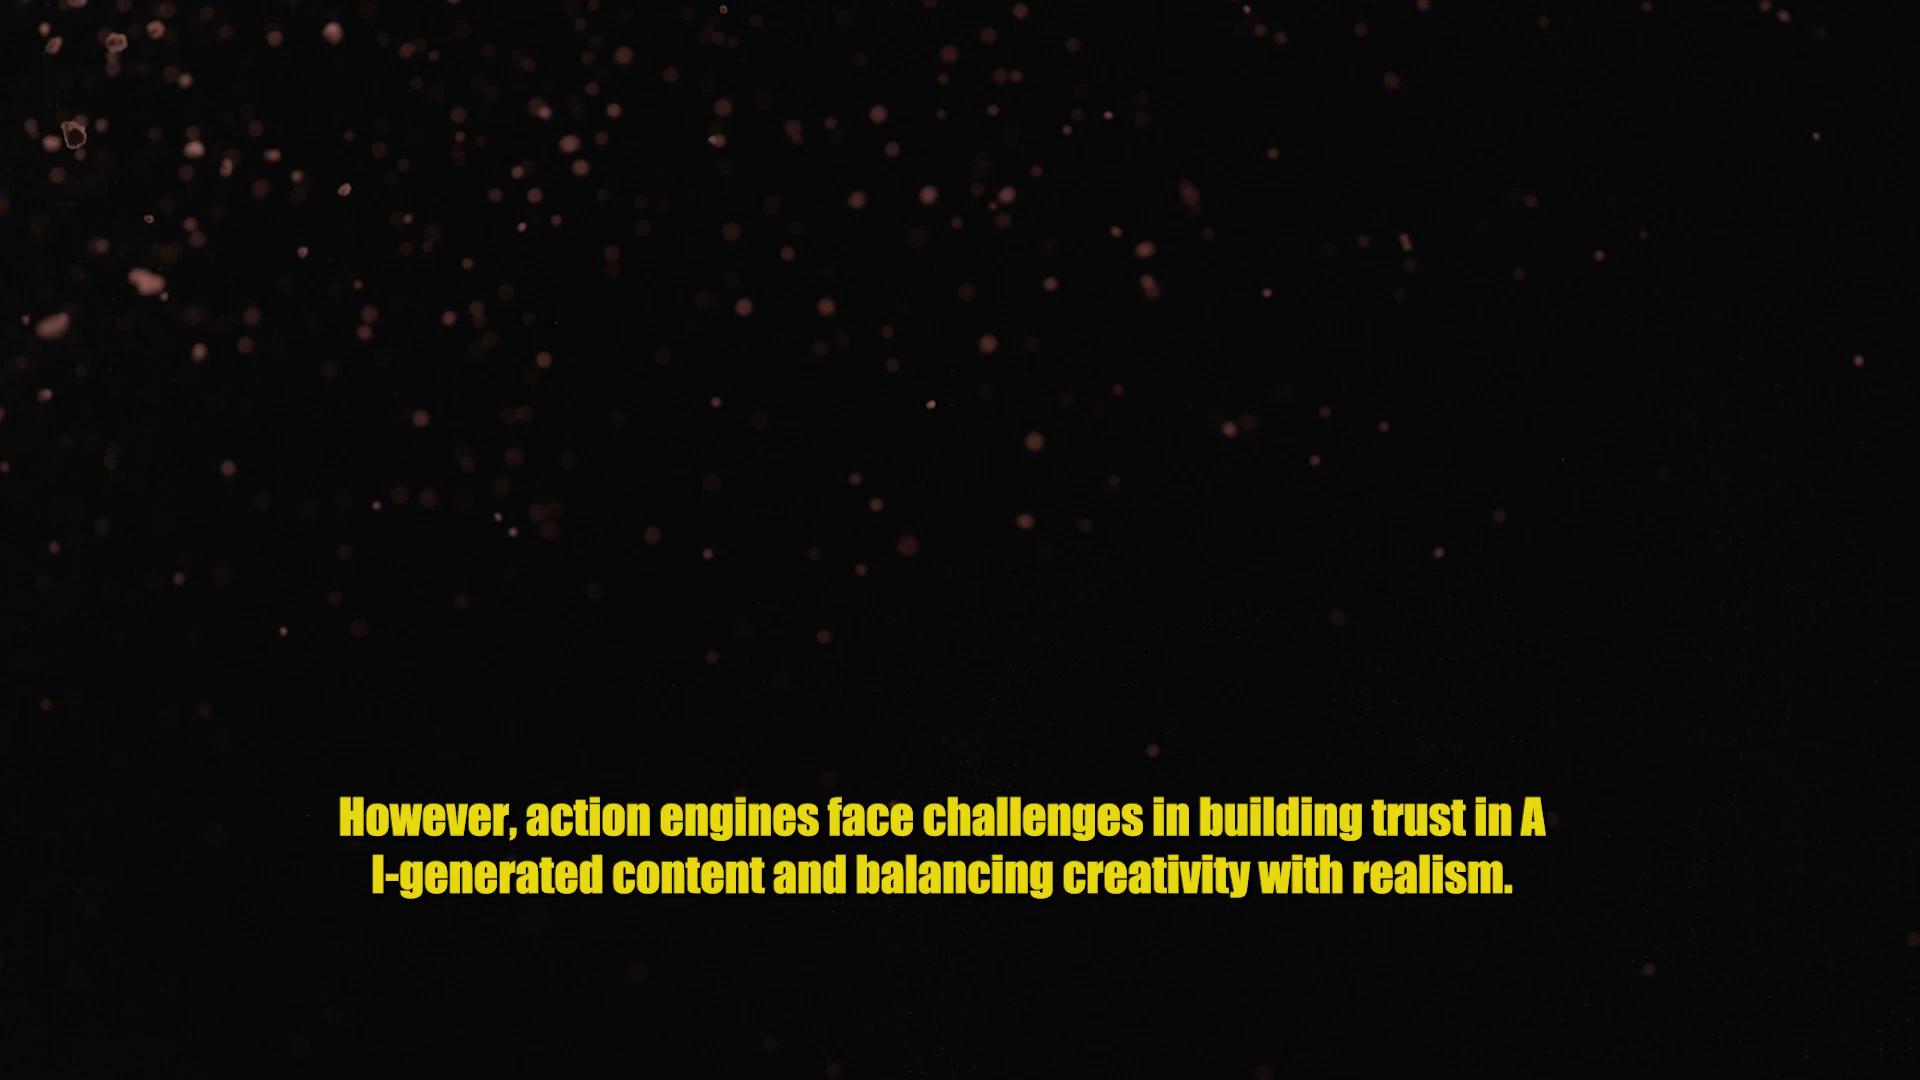 However, action engines face challenges in building trust in A
I-generated content and balancing creativity with realism.